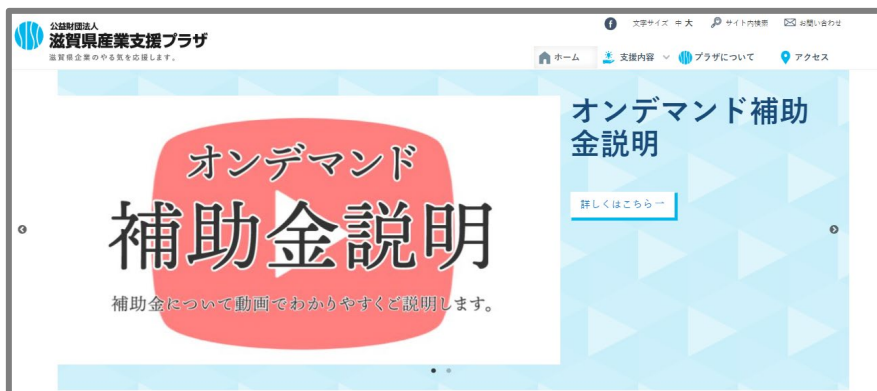 公益財団法人
滋賀県産業支援プラザ
滋賀県企業のやる気を応援します。
文字サイズ 中 大 サイト内検索 お問い合わせ
ホーム 支援内容 プラザについて アクセス
オンデマンド
補助金説明
補助金について動画でわかりやすくご説明します。
オンデマンド補助
金説明
詳しくはこちら→